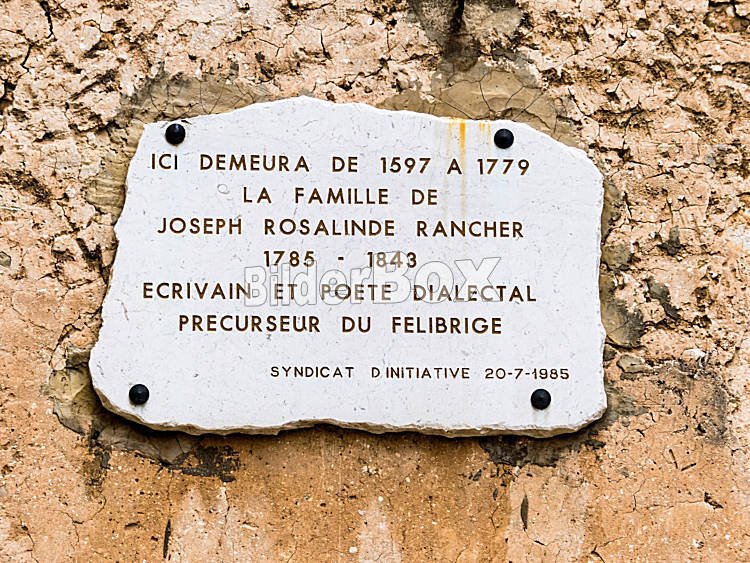 ICI DEMEURA DE 1597 A 1779
LA FAMILLE DE
JOSEPH ROSALINDE RANCHER
1785 - 1843
BilderBOX
ECRIVAIN ET POETE DIALECTAL
PRECURSEUR DU FELIBRIGE
SYNDICAT D'INITIATIVE 20-7-1985